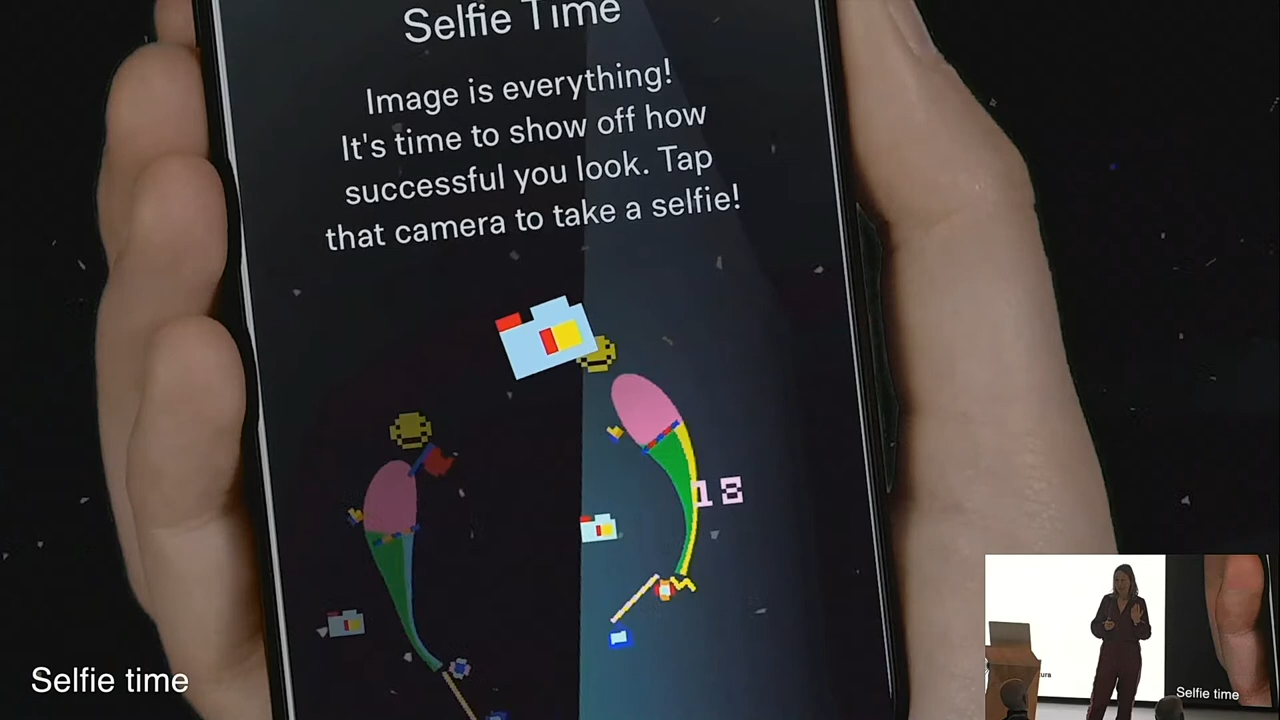 Selfie Time
Image is everything!
It's time to show off how
successful you look. Tap
that camera to take a selfie!
18
Selfie time
Selfie time